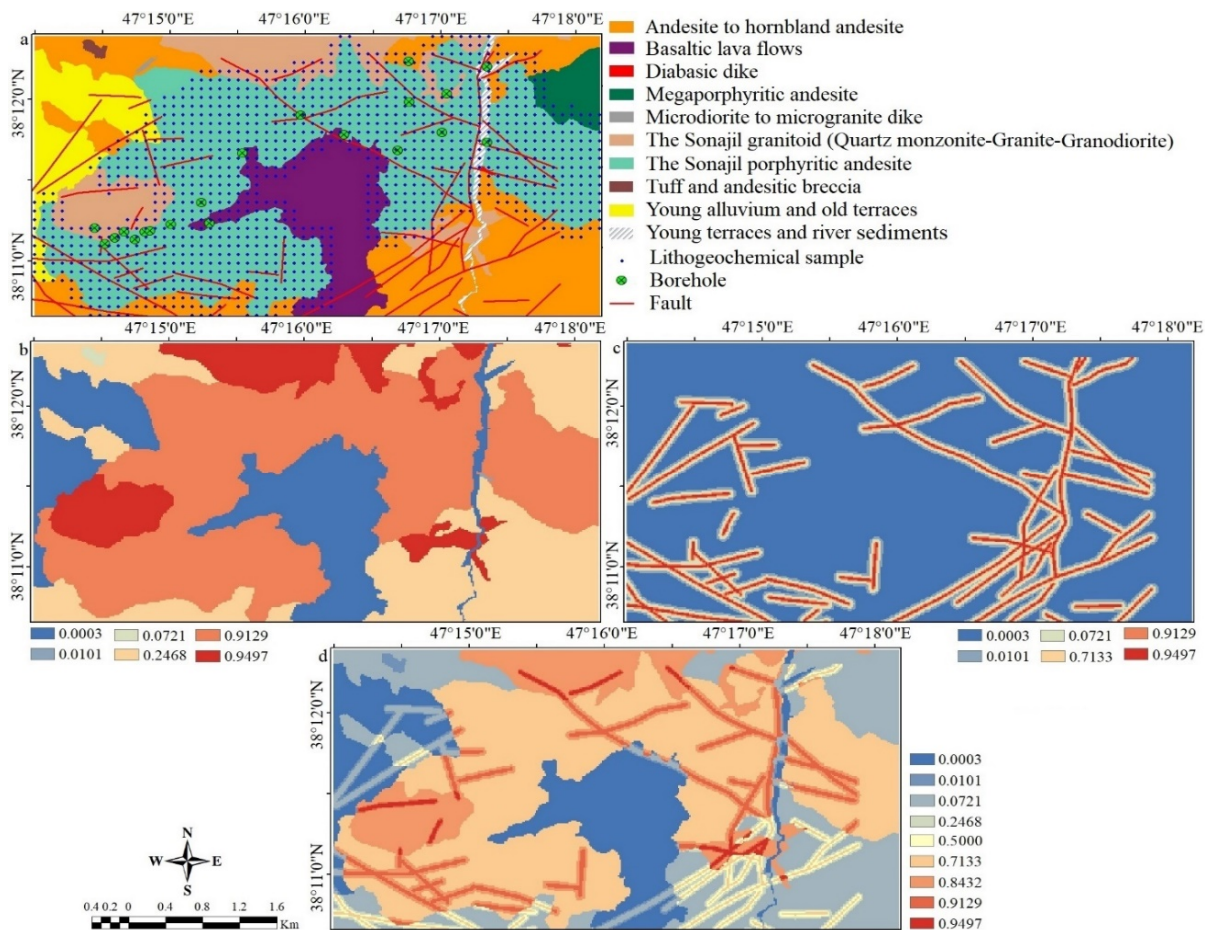 47°15'0"E 47°16'0"E 47°17'0"E 47°18'0"E
a
38°12'0"N
38°11'0"N
Andesite to hornbland andesite
Basaltic lava flows
Diabasic dike
Megaporphyritic andesite
Microdiorite to microgranite dike
The Sonajil granitoid (Quartz monzonite-Granite-Granodiorite)
The Sonajil porphyritic andesite
Tuff and andesitic breccia
Young alluvium and old terraces
Young terraces and river sediments
Lithogeochemical sample
Borehole
Fault
47°15'0"E 47°16'0"E 47°17'0"E 47°18'0"E
b
38°12'0"N
38°11'0"N
0.0003 0.0721 0.9129
0.0101 0.2468 0.9497
47°15'0"E 47°16'0"E 47°17'0"E 47°18'0"E
c
38°12'0"N
38°11'0"N
0.0003 0.0721 0.9129
0.0101 0.7133 0.9497
47°15'0"E 47°16'0"E 47°17'0"E 47°18'0"E
d
38°12'0"N
38°11'0"N
0.0003
0.0101
0.0721
0.2468
0.5000
0.7133
0.8432
0.9129
0.9497
N
W E
S
0.4 0.2 0 0.4 0.8 1.2 1.6
Km